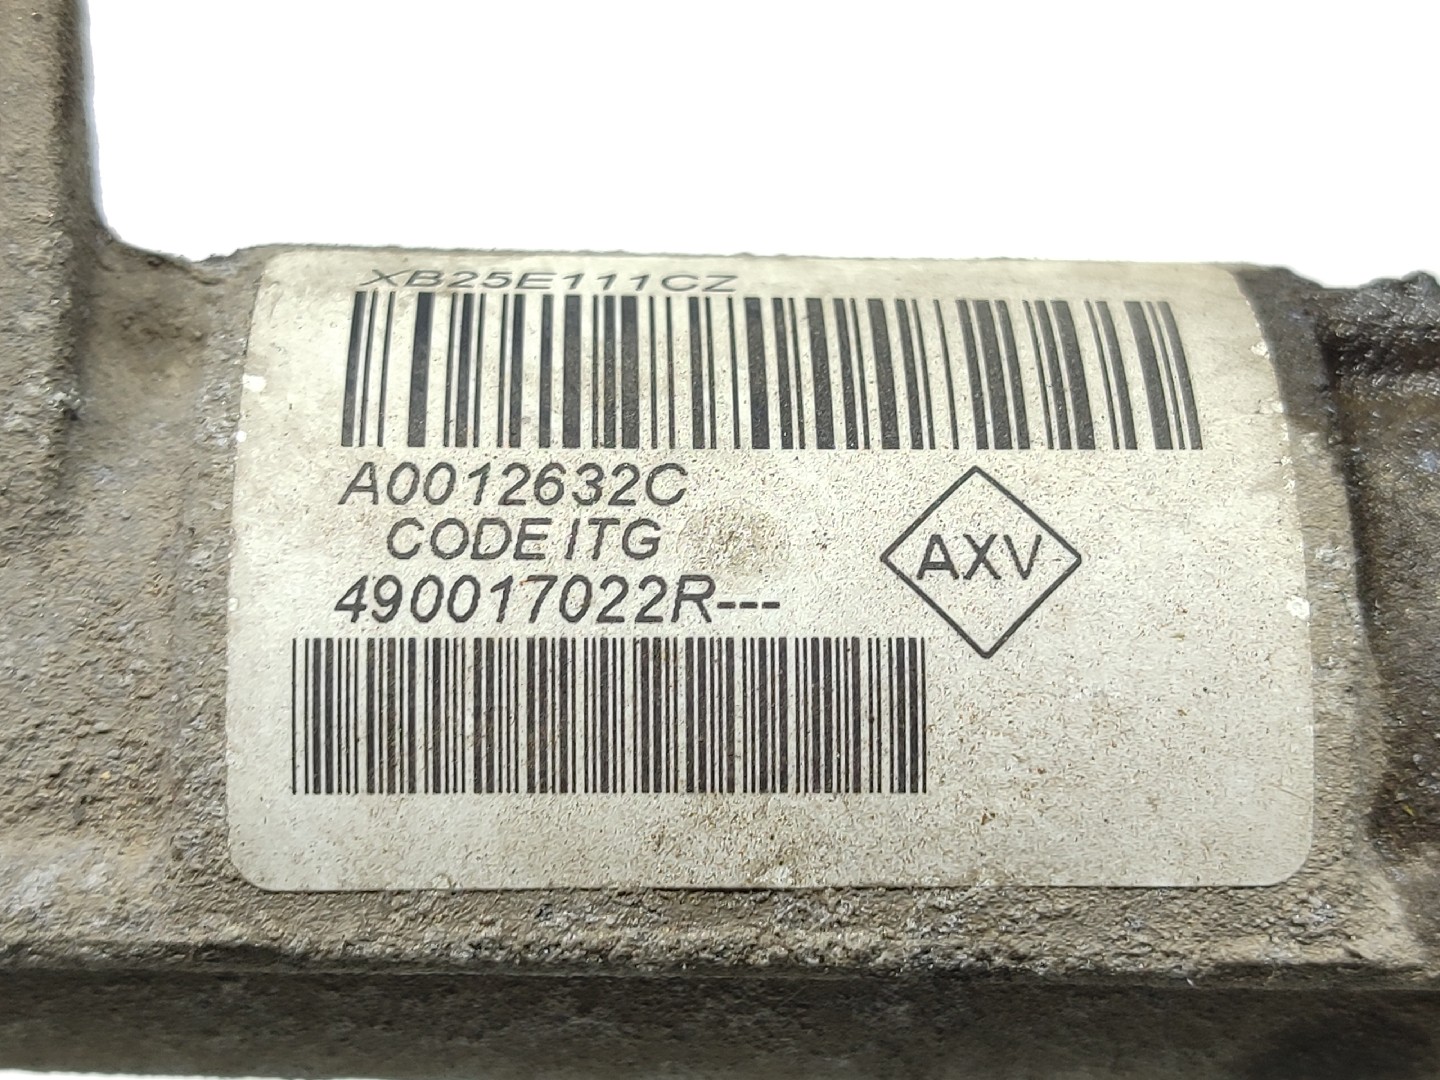 XB25E111CZ
A0012632C
CODE ITG
490017022R---
AXV